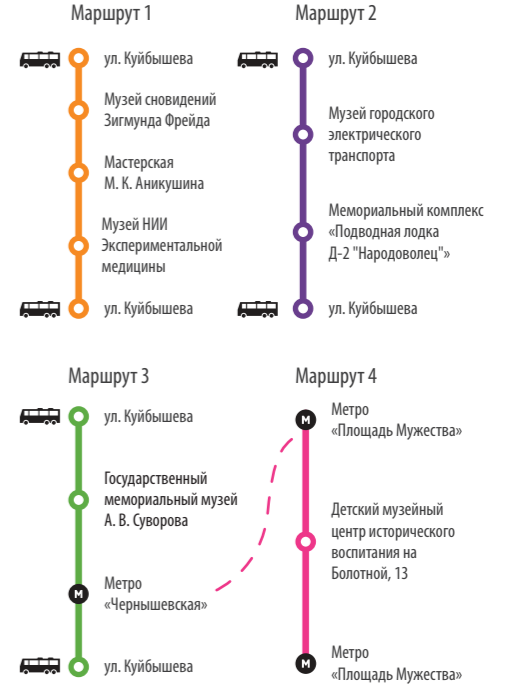 Маршрут 1
ул. Куйбышева
Музей сновидений
Зигмунда Фрейда
Мастерская
М. К. Аникушина
Музей НИИ
Экспериментальной
медицины
ул. Куйбышева
Маршрут 2
ул. Куйбышева
Музей городского
электрического
транспорта
Мемориальный комплекс
«Подводная лодка
Д-2 "Народоволец"»
ул. Куйбышева
Маршрут 3
ул. Куйбышева
Государственный
мемориальный музей
А. В. Суворова
М
Метро
«Чернышевская»
ул. Куйбышева
Маршрут 4
М
Метро
«Площадь Мужества»
Детский музейный
центр исторического
воспитания на
Болотной, 13
М
Метро
«Площадь Мужества»